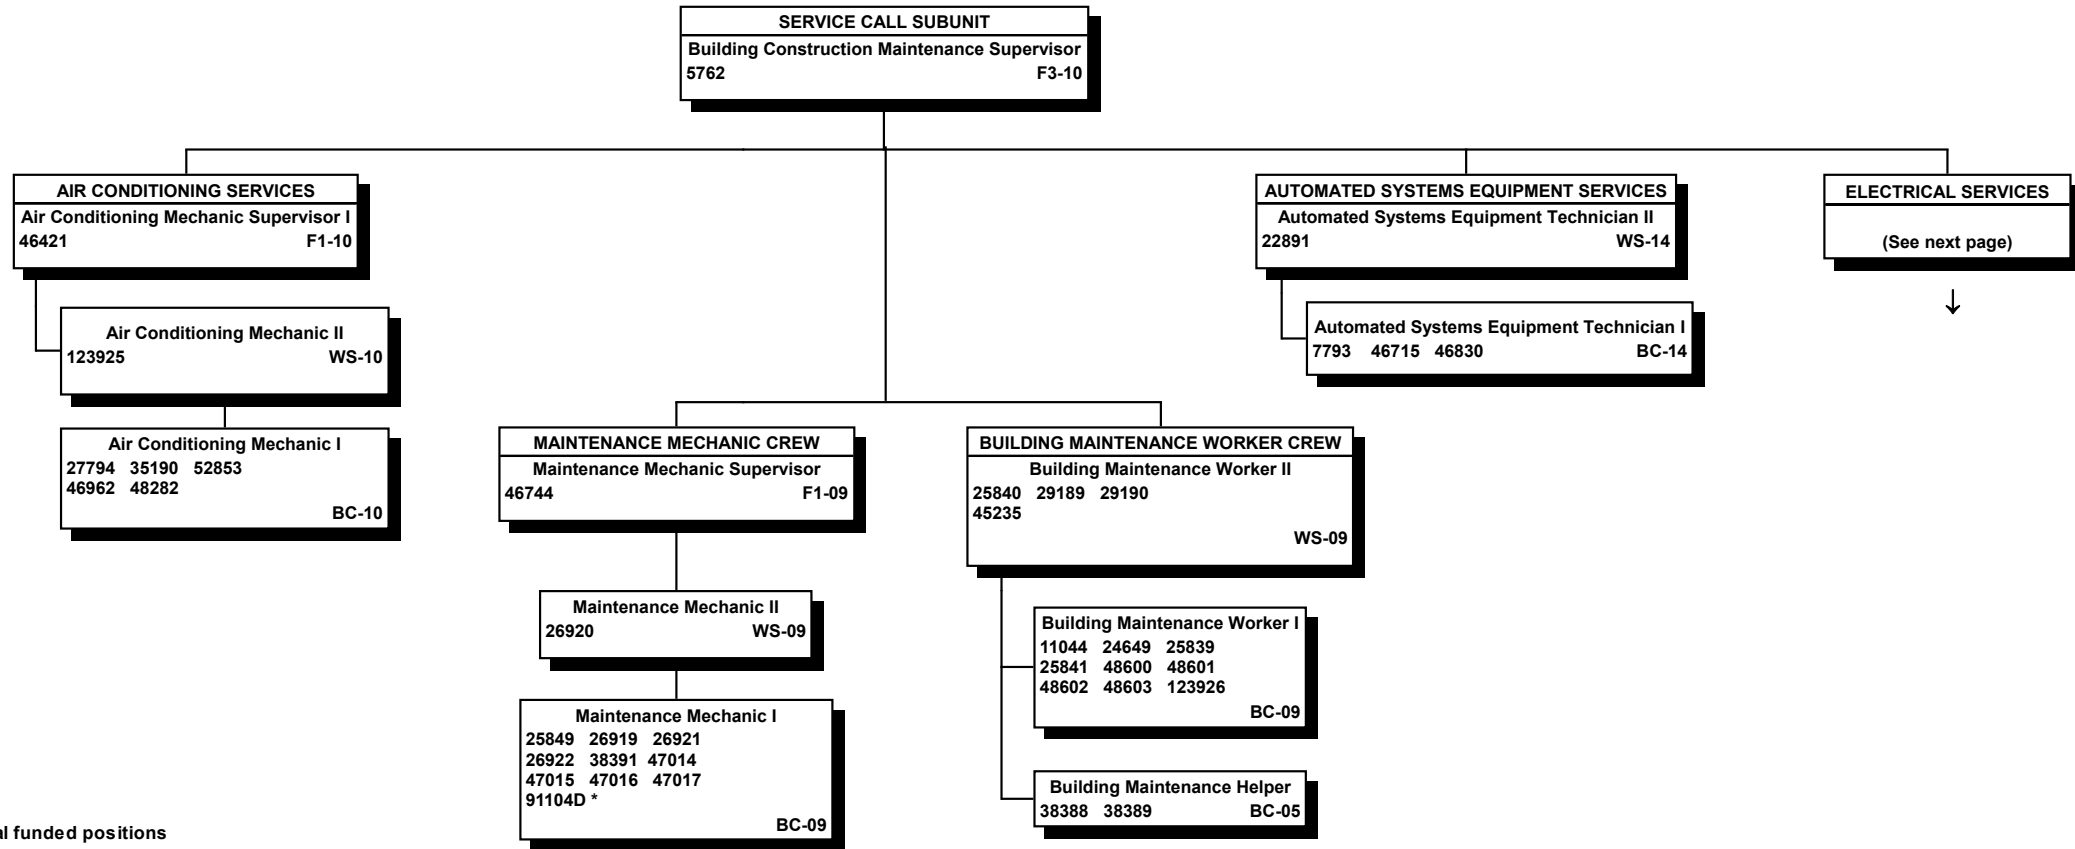 SERVICE CALL SUBUNIT
Building Construction Maintenance Supervisor
5762 F3-10
AIR CONDITIONING SERVICES
Air Conditioning Mechanic Supervisor I
46421 F1-10
Air Conditioning Mechanic II
123925 WS-10
Air Conditioning Mechanic I
27794 35190 52853
46962 48282
BC-10
MAINTENANCE MECHANIC CREW
Maintenance Mechanic Supervisor
46744 F1-09
Maintenance Mechanic II
26920 WS-09
Maintenance Mechanic I
25849 26919 26921
26922 38391 47014
47015 47016 47017
91104D *
BC-09
BUILDING MAINTENANCE WORKER CREW
Building Maintenance Worker II
25840 29189 29190
45235
WS-09
Building Maintenance Worker I
11044 24649 25839
25841 48600 48601
48602 48603 123926
BC-09
Building Maintenance Helper
38388 38389 BC-05
AUTOMATED SYSTEMS EQUIPMENT SERVICES
Automated Systems Equipment Technician II
22891 WS-14
Automated Systems Equipment Technician I
7793 46715 46830 BC-14
ELECTRICAL SERVICES
(See next page)
↓
funded positions